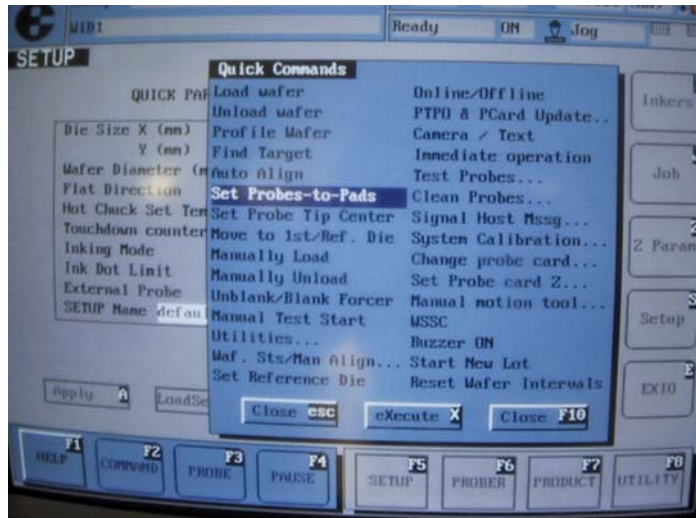 WIB1
Ready ON Jog
SETUP
Quick Commands
QUICK PAR
Die Size X (mm)
Y (mm)
Wafer Diameter (m
Flat Direction
Hot Chuck Set Tem
Touchdown counter
Inking Mode
Ink Dot Limit
External Probe
SETUP Name defaul
Load wafer
Unload wafer
Profile Wafer
Find Target
Auto Align
Set Probes-to-Pads
Set Probe Tip Center
Move to 1st/Ref. Die
Manually Load
Manually Unload
Unblank/Blank Forcer
Manual Test Start
Utilities...
Waf. Sts/Man Align...
Set Reference Die
Online/Offline
PTPO & PCard Update..
Camera / Text
Immediate operation
Test Probes...
Clean Probes...
Signal Host Mssg...
System Calibration...
Change probe card...
Set Probe card Z...
Manual motion tool...
WSSC
Buzzer ON
Start New Lot
Reset Wafer Intervals
Close esc
eXecute X
Close F10
Inkers
Job
Z Param
Setup S
EXIO E
Apply A
LoadSe
F1 HELP
F2 COMMAND
F3 PROBE
F4 PAUSE
F5 SETUP
F6 PROBER
F7 PRODUCT
F8 UTILITY